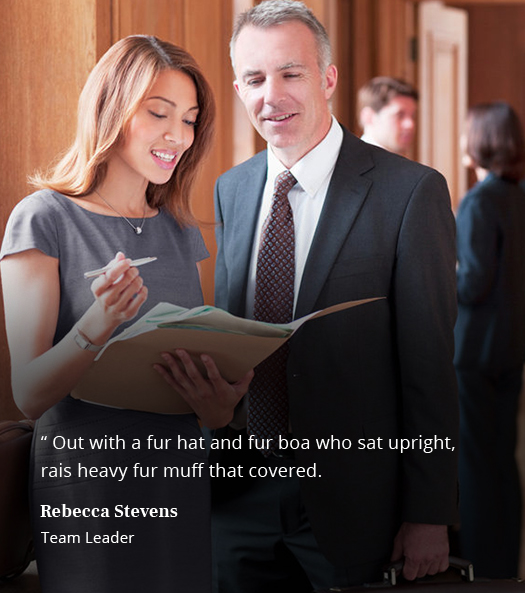 “ Out with a fur hat and fur boa who sat upright,
rais heavy fur muff that covered.
Rebecca Stevens
Team Leader